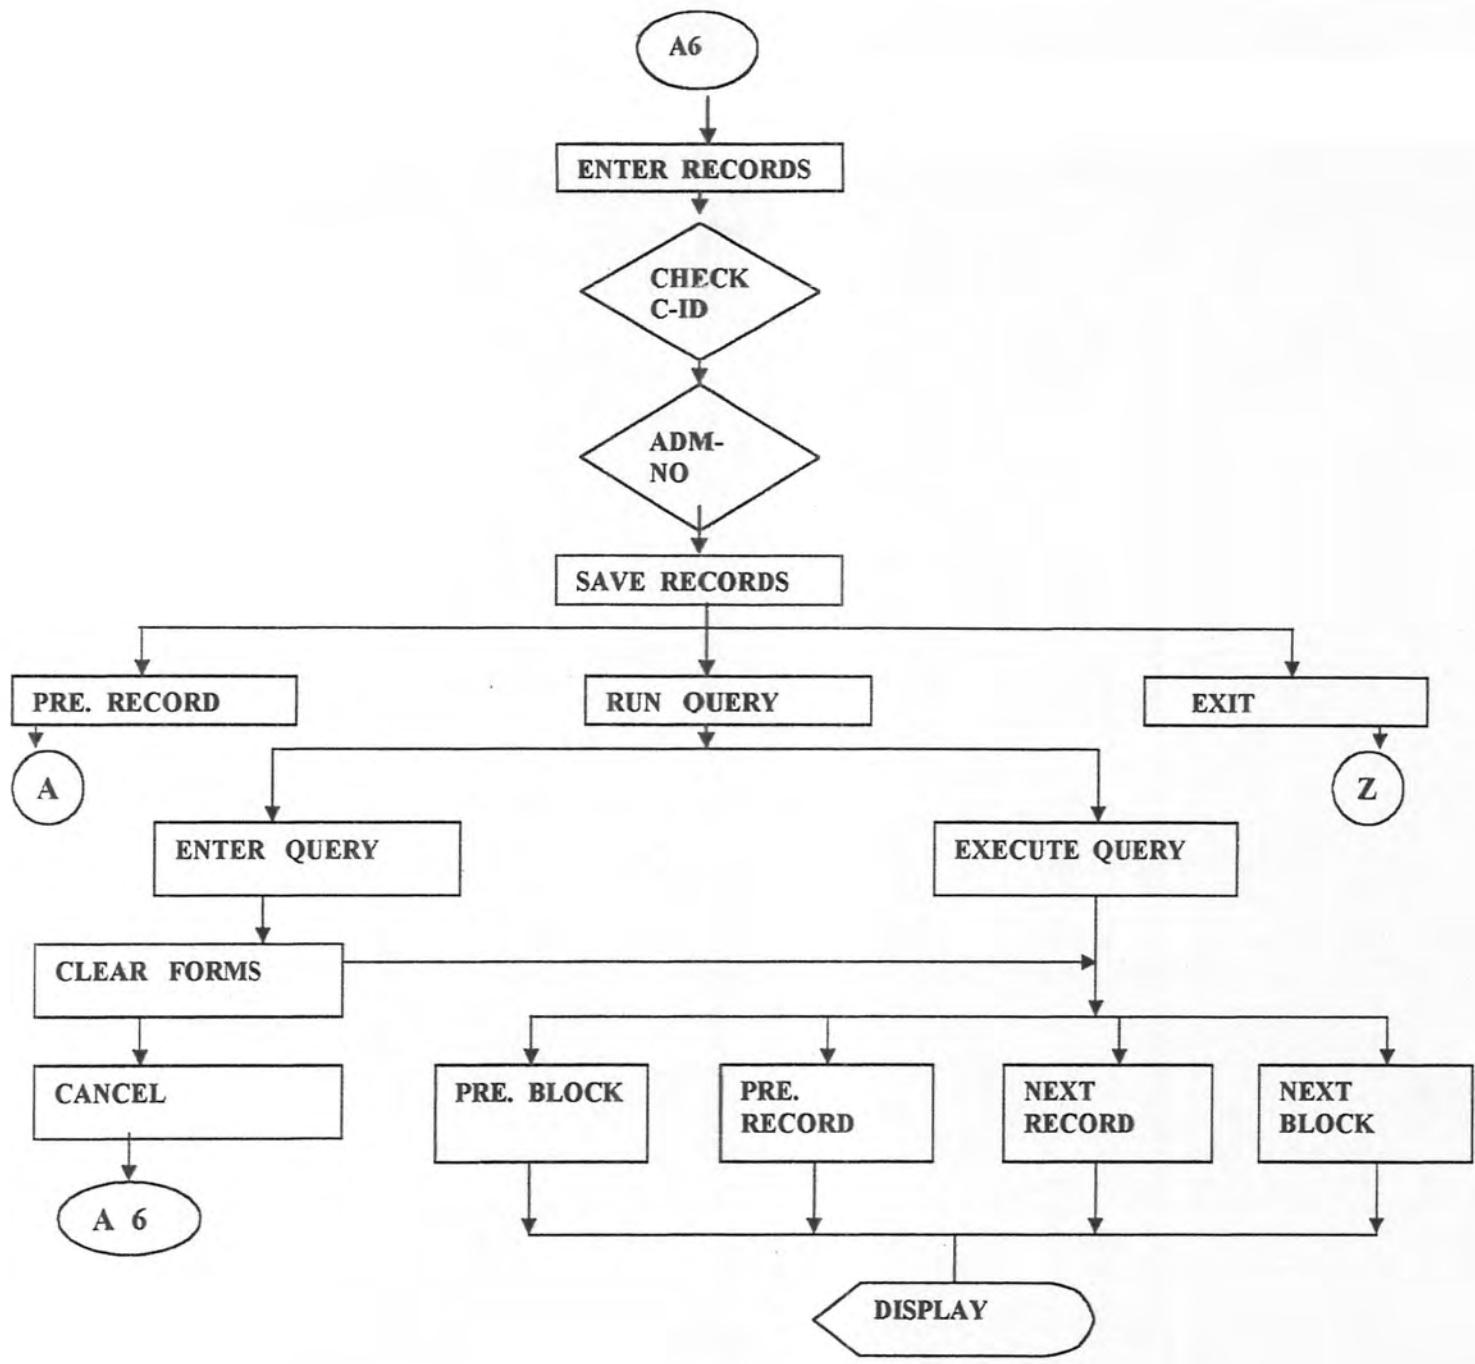 A6
ENTER RECORDS
CHECK
C-ID
ADM-
NO
SAVE RECORDS
PRE. RECORD
RUN QUERY
EXIT
A
Z
ENTER QUERY
EXECUTE QUERY
CLEAR FORMS
CANCEL
PRE. BLOCK
PRE.
RECORD
NEXT
RECORD
NEXT
BLOCK
A 6
DISPLAY